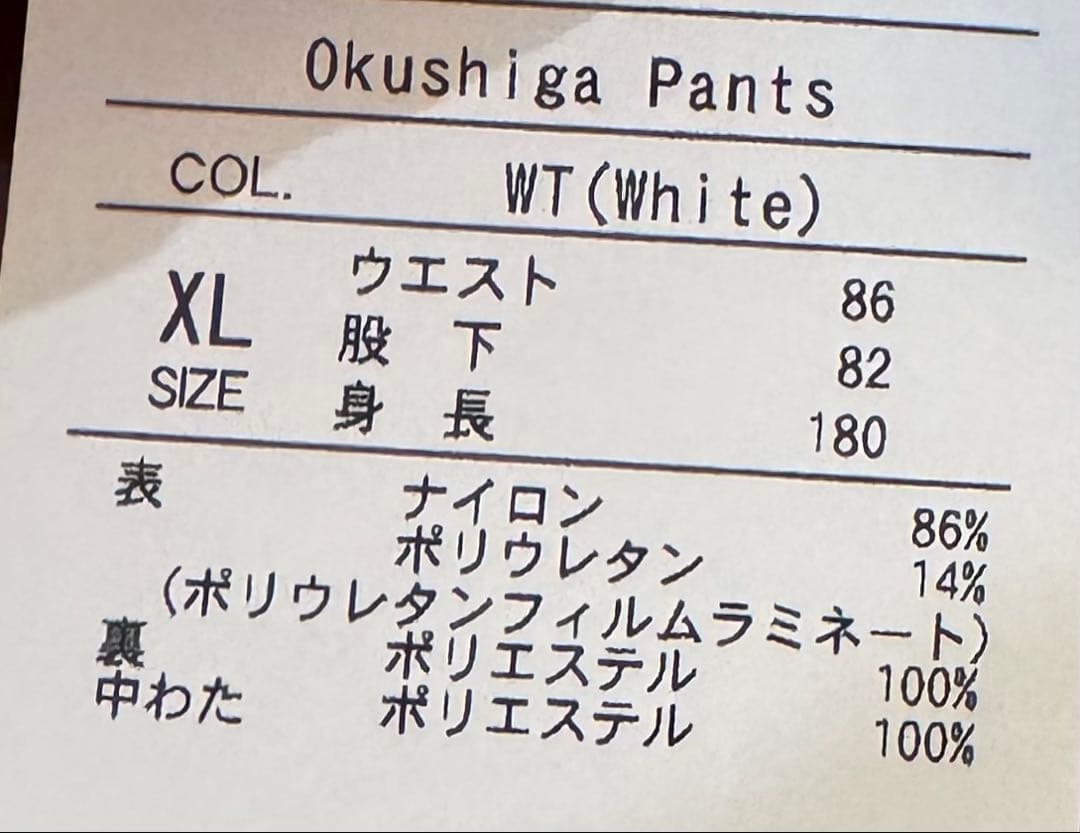 Okushiga Pants
COL. WT(White)
XL SIZE
ウエスト 86
股下 82
身長 180
表 ナイロン 86%
ポリウレタン 14%
(ポリウレタンフィルムラミネート)
裏 ポリエステル 100%
中わた ポリエステル 100%